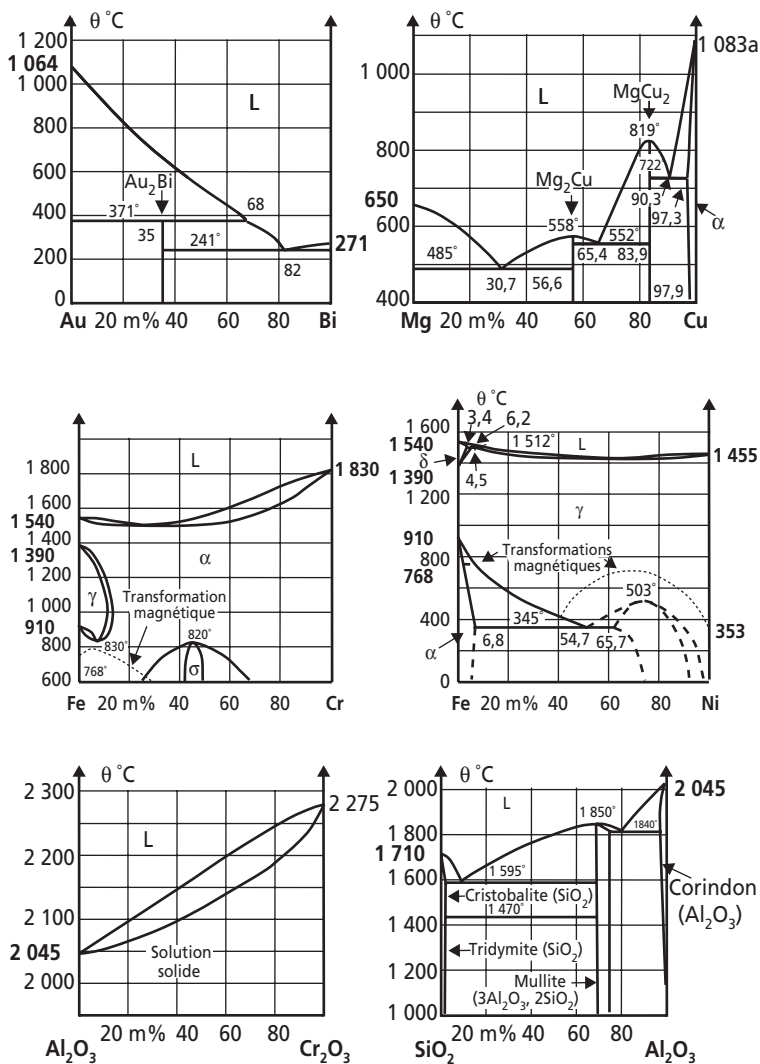 θ °C
1 200
1 064
1 000
800
600
400
200
0
L
Au₂Bi
371°
68
35
241°
271
82
Au 20 m% 40 60 80 Bi
θ °C
1 083a
1 000
800
650
600
400
L
MgCu₂
819°
722°
Mg₂Cu
90,3
97,3
α
558°
552°
485°
65,4 83,9
30,7 56,6
97,9
Mg 20 m% 40 60 80 Cu
1 800
1 600
1 540
1 390
1 400
1 200
1 000
910
800
600
L
1 830
α
γ
Transformation
magnétique
830°
820°
768°
σ
Fe 20 m% 40 60 80 Cr
θ °C
1 600
3,4 6,2
1 540
1 512°
L
1 455
δ
1 390
4,5
1 200
γ
910
800
768
Transformations
magnétiques
503°
400
345°
353
6,8 54,7 65,7
α
0
Fe 20 m% 40 60 80 Ni
θ °C
2 300
2 275
L
2 200
2 100
2 045
2 000
Solution
solide
20 m% 40 60 80
Al₂O₃ Cr₂O₃
θ °C
2 000
2 045
L
1 850°
1 800
1840°
1 710
1 595°
1 600
Cristobalite (SiO₂)
Corindon
(Al₂O₃)
1 470°
1 400
Tridymite (SiO₂)
1 200
Mullite
(3Al₂O₃, 2SiO₂)
1 000
20 m% 40 60 80
SiO₂ Al₂O₃